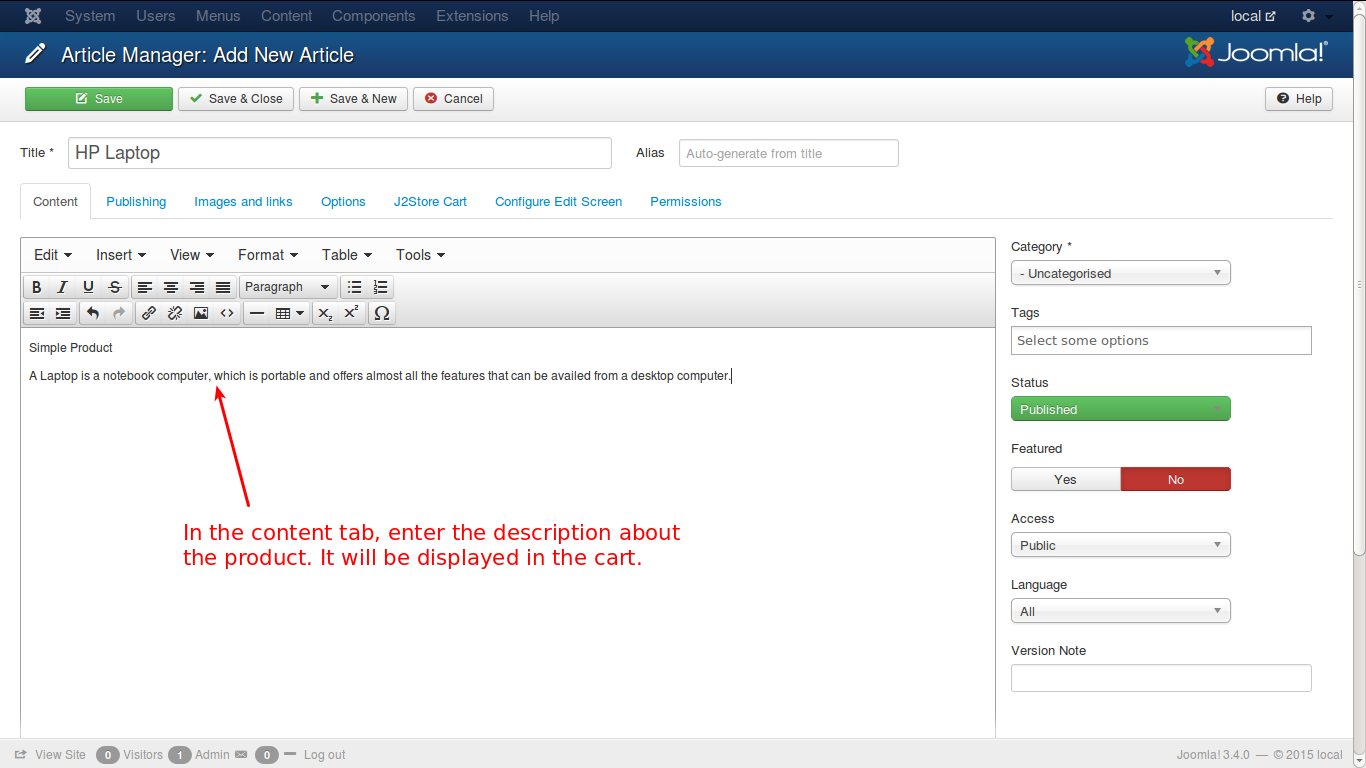 System Users Menus Content Components Extensions Help local
Article Manager: Add New Article Joomla!®
Save Save & Close Save & New Cancel Help
Title * HP Laptop Alias Auto-generate from title
Content Publishing Images and links Options J2Store Cart Configure Edit Screen Permissions
Edit Insert View Format Table Tools
B I U S Paragraph
X₂ X² Ω
Simple Product
A Laptop is a notebook computer, which is portable and offers almost all the features that can be availed from a desktop computer.
In the content tab, enter the description about
the product. It will be displayed in the cart.
Category *
- Uncategorised
Tags
Select some options
Status
Published
Featured
Yes No
Access
Public
Language
All
Version Note
View Site 0 Visitors 1 Admin 0 Log out Joomla! 3.4.0 — © 2015 local